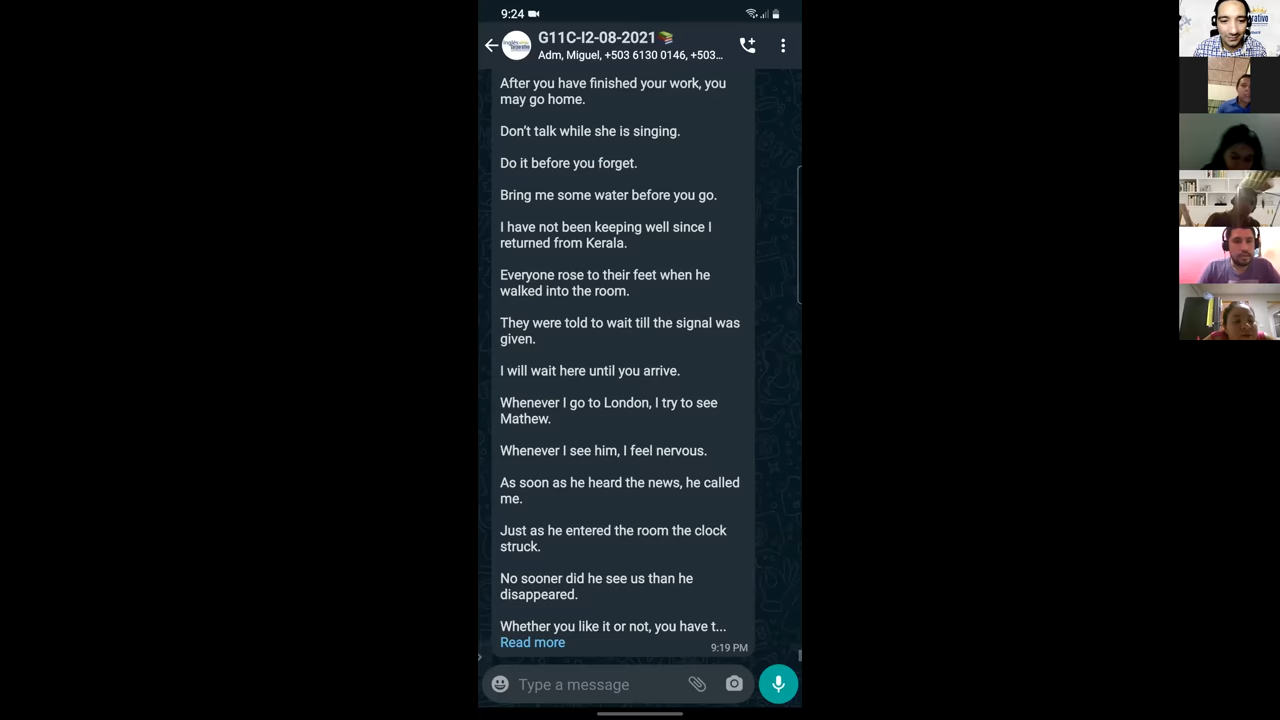 9:24
G11C-I2-08-2021
Adm, Miguel, +503 6130 0146, +503...
After you have finished your work, you
may go home.
Don't talk while she is singing.
Do it before you forget.
Bring me some water before you go.
I have not been keeping well since I
returned from Kerala.
Everyone rose to their feet when he
walked into the room.
They were told to wait till the signal was
given.
I will wait here until you arrive.
Whenever I go to London, I try to see
Mathew.
Whenever I see him, I feel nervous.
As soon as he heard the news, he called
me.
Just as he entered the room the clock
struck.
No sooner did he see us than he
disappeared.
Whether you like it or not, you have t...
Read more
9:19 PM
Type a message